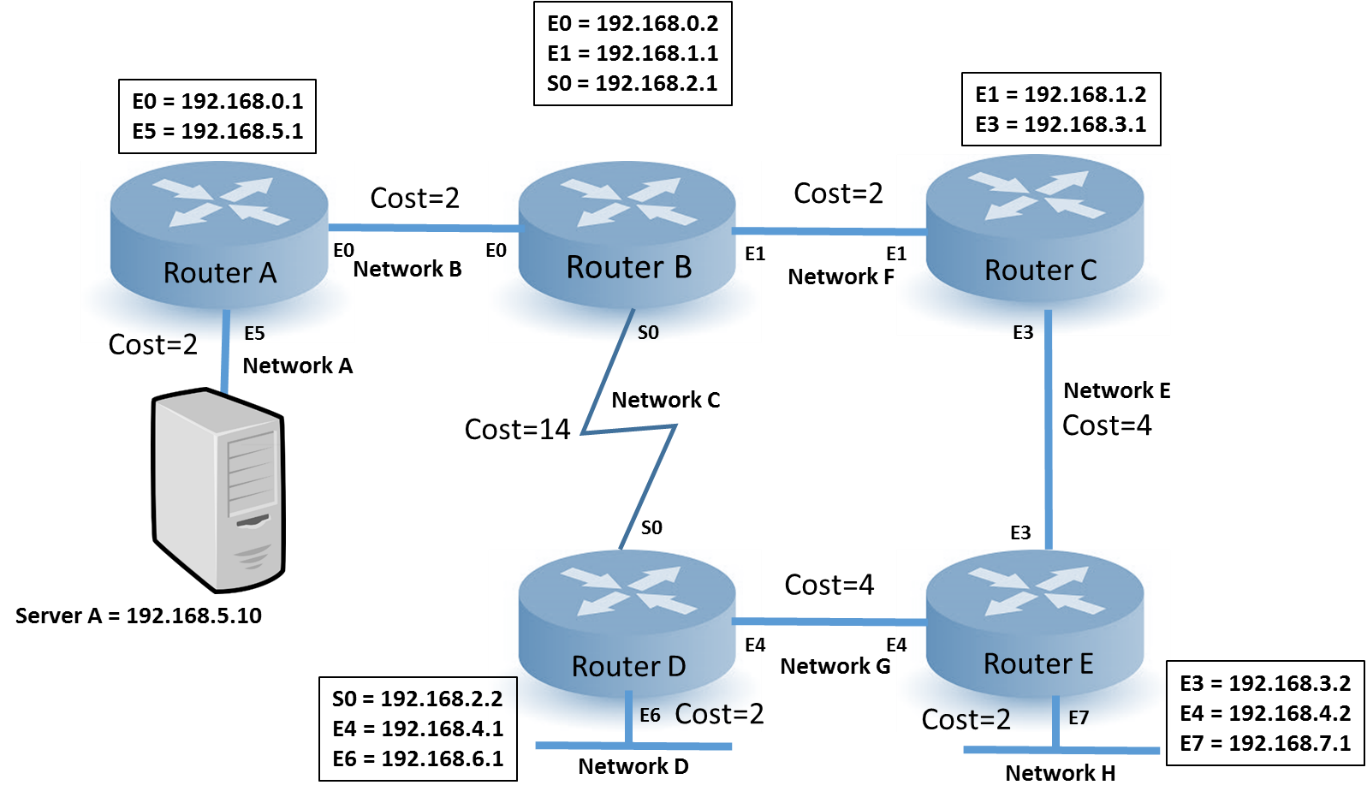 E0 = 192.168.0.2
E1 = 192.168.1.1
S0 = 192.168.2.1
E0 = 192.168.0.1
E5 = 192.168.5.1
E1 = 192.168.1.2
E3 = 192.168.3.1
Cost=2
Cost=2
Router A
E0
Network B
E0
Router B
E1
Network F
E1
Router C
Cost=2
E5
Network A
S0
E3
Network C
Cost=14
Network E
Cost=4
S0
E3
Server A = 192.168.5.10
Cost=4
Router D
E4
Network G
E4
Router E
S0 = 192.168.2.2
E4 = 192.168.4.1
E6 = 192.168.6.1
E6
Cost=2
Network D
Cost=2
E7
Network H
E3 = 192.168.3.2
E4 = 192.168.4.2
E7 = 192.168.7.1